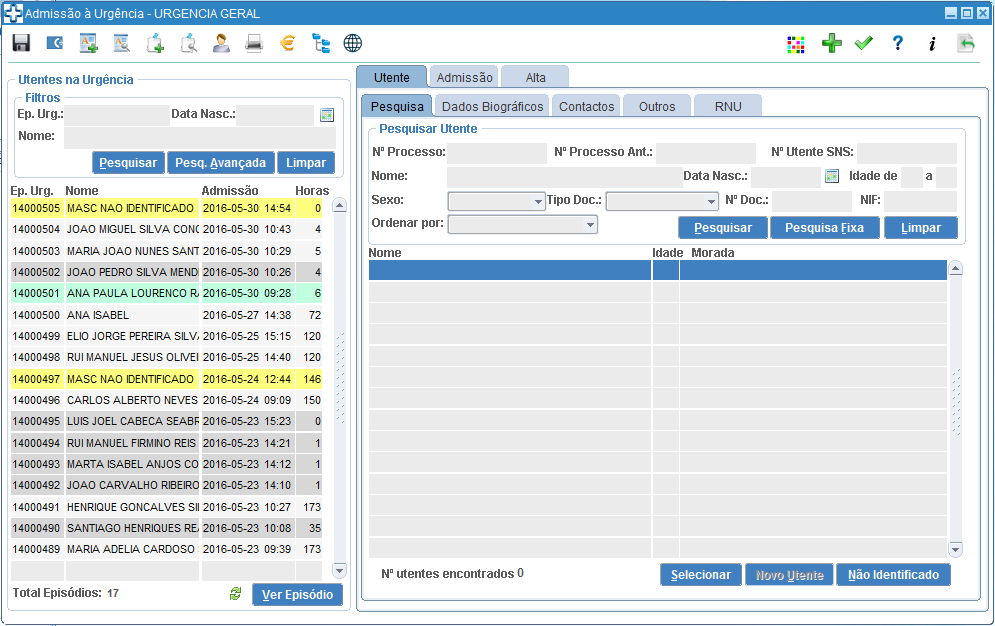 Admissão à Urgência - URGENCIA GERAL
Utentes na Urgência
Filtros
Ep. Urg.: Data Nasc.:
Nome:
Pesquisar Pesq. Avançada Limpar
Ep. Urg. Nome Admissão Horas
14000505 MASC NAO IDENTIFICADO 2016-05-30 14:54 0
14000504 JOAO MIGUEL SILVA CONC 2016-05-30 10:43 4
14000503 MARIA JOAO NUNES SANT 2016-05-30 10:29 5
14000502 JOAO PEDRO SILVA MEND 2016-05-30 10:26 4
14000501 ANA PAULA LOURENCO RA 2016-05-30 09:28 6
14000500 ANA ISABEL 2016-05-27 14:38 72
14000499 ELIO JORGE PEREIRA SILVA 2016-05-25 15:15 120
14000498 RUI MANUEL JESUS OLIVEI 2016-05-25 14:40 120
14000497 MASC NAO IDENTIFICADO 2016-05-24 12:44 146
14000496 CARLOS ALBERTO NEVES 2016-05-24 09:09 150
14000495 LUIS JOEL CABECA SEABR 2016-05-23 15:23 0
14000494 RUI MANUEL FIRMINO REIS 2016-05-23 14:21 1
14000493 MARTA ISABEL ANJOS CO 2016-05-23 14:12 1
14000492 JOAO CARVALHO RIBEIRO 2016-05-23 14:10 1
14000491 HENRIQUE GONCALVES SI 2016-05-23 10:27 173
14000490 SANTIAGO HENRIQUES RE 2016-05-23 10:08 35
14000489 MARIA ADELIA CARDOSO 2016-05-23 09:39 173
Total Episódios: 17 Ver Episódio
Utente Admissão Alta
Pesquisa Dados Biográficos Contactos Outros RNU
Pesquisar Utente
Nº Processo: Nº Processo Ant.: Nº Utente SNS:
Nome: Data Nasc.: Idade de a
Sexo: Tipo Doc.: Nº Doc.: NIF:
Ordenar por: Pesquisar Pesquisa Fixa Limpar
Nome Idade Morada
Nº utentes encontrados 0 Selecionar Novo Utente Não Identificado